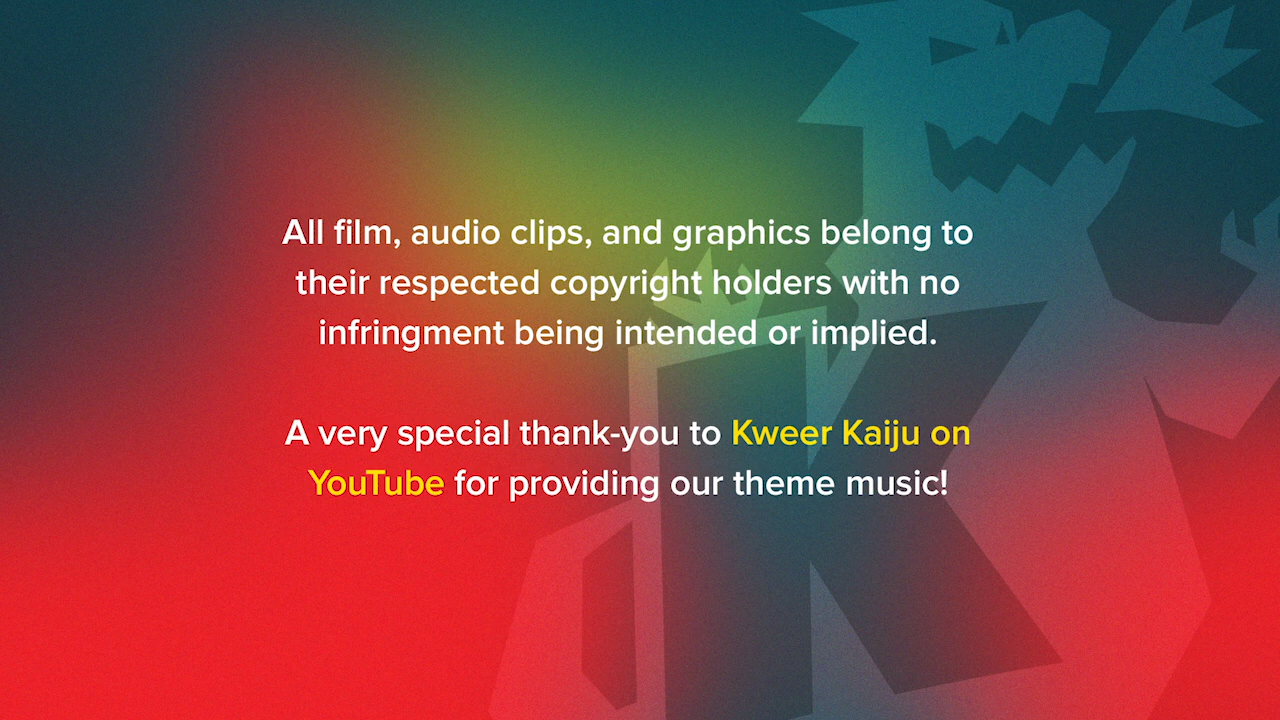 All film, audio clips, and graphics belong to
their respected copyright holders with no
infringment being intended or implied.
A very special thank-you to Kweer Kaiju on
YouTube for providing our theme music!